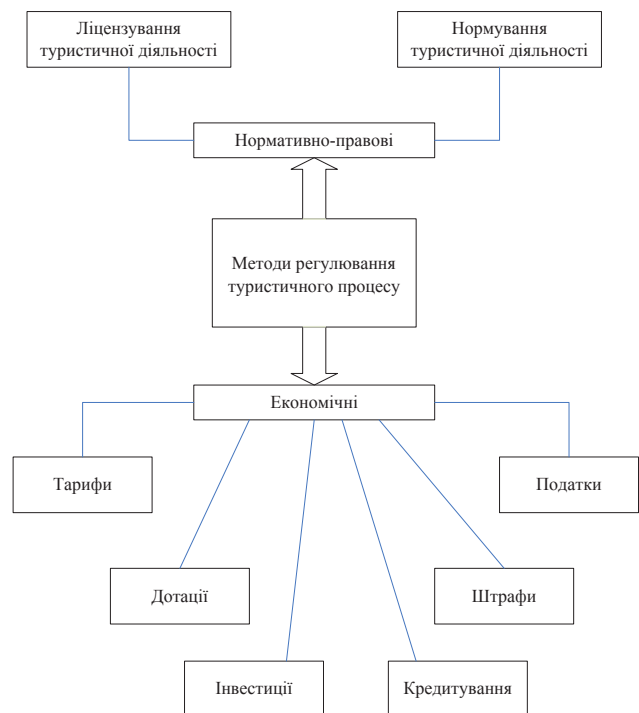 Ліцензування
туристичної діяльності
Нормування
туристичної діяльності
Нормативно-правові
Методи регулювання
туристичного процесу
Економічні
Тарифи
Податки
Дотації
Штрафи
Інвестиції
Кредитування